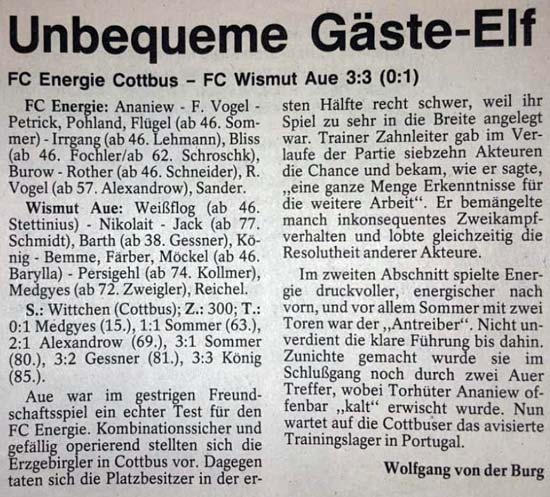 Unbequeme Gäste-Elf
FC Energie Cottbus – FC Wismut Aue 3:3 (0:1)
FC Energie: Ananiew - F. Vogel -
Petrick, Pohland, Flügel (ab 46. Som-
mer) - Irrgang (ab 46. Lehmann), Bliss
(ab 46. Fochler/ab 62. Schroschk),
Burow - Rother (ab 46. Schneider), R.
Vogel (ab 57. Alexandrow), Sander.
Wismut Aue: Weißflog (ab 46.
Stettinius) - Nikolait - Jack (ab 77.
Schmidt), Barth (ab 38. Gessner), Kö-
nig - Bemme, Färber, Möckel (ab 46.
Barylla) - Persigehl (ab 74. Kollmer),
Medgyes (ab 72. Zweigler), Reichel.
S.: Wittchen (Cottbus); Z.: 300; T.:
0:1 Medgyes (15.), 1:1 Sommer (63.),
2:1 Alexandrow (69.), 3:1 Sommer
(80.), 3:2 Gessner (81.), 3:3 König
(85.).
Aue war im gestrigen Freund-
schaftsspiel ein echter Test für den
FC Energie. Kombinationssicher und
gefällig operierend stellten sich die
Erzgebirgler in Cottbus vor. Dagegen
taten sich die Platzbesitzer in der er-
sten Hälfte recht schwer, weil ihr
Spiel zu sehr in die Breite angelegt
war. Trainer Zahnleiter gab im Ver-
laufe der Partie siebzehn Akteuren
die Chance und bekam, wie er sagte,
„eine ganze Menge Erkenntnisse für
die weitere Arbeit". Er bemängelte
manch inkonsequentes Zweikampf-
verhalten und lobte gleichzeitig die
Resolutheit anderer Akteure.
Im zweiten Abschnitt spielte Ener-
gie druckvoller, energischer nach
vorn, und vor allem Sommer mit zwei
Toren war der „Antreiber". Nicht un-
verdient die klare Führung bis dahin.
Zunichte gemacht wurde sie im
Schlußgang noch durch zwei Auer
Treffer, wobei Torhüter Ananiew of-
fenbar „kalt" erwischt wurde. Nun
wartet auf die Cottbuser das avisierte
Trainingslager in Portugal.
Wolfgang von der Burg